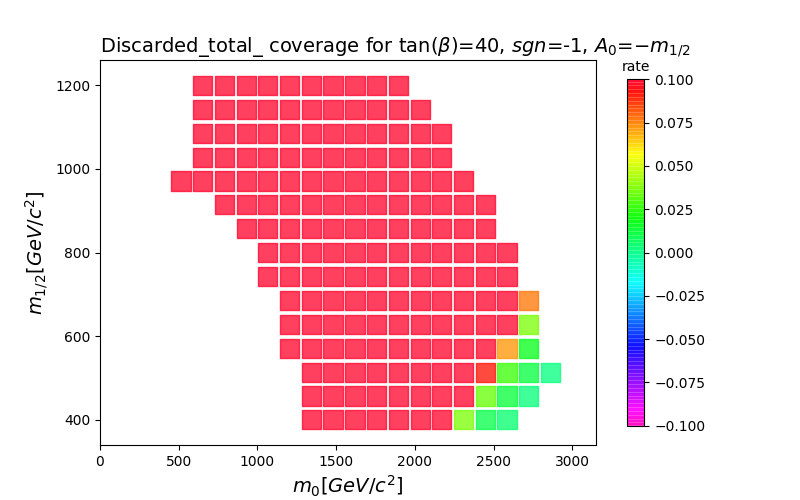 Discarded_total_ coverage for tan(β)=40, sgn=-1, A₀=−m₁/₂
rate
0.100
0.075
0.050
0.025
0.000
−0.025
−0.050
−0.075
−0.100
1200
1000
800
600
400
m₁/₂[GeV/c²]
0 500 1000 1500 2000 2500 3000
m₀[GeV/c²]